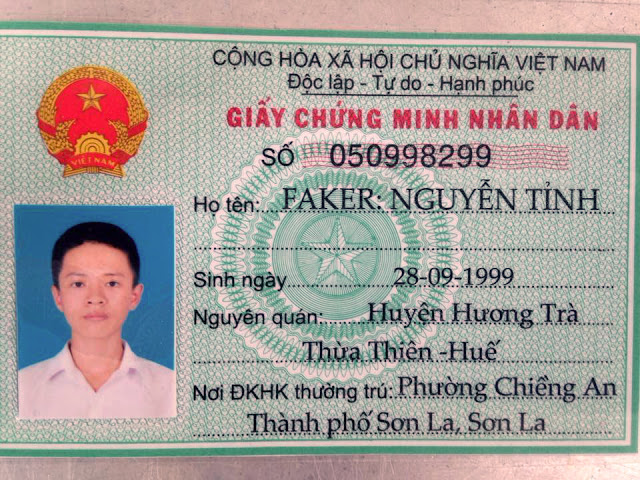 CỘNG HÒA XÃ HỘI CHỦ NGHĨA VIỆT NAM
Độc lập - Tự do - Hạnh phúc
GIẤY CHỨNG MINH NHÂN DÂN
SỐ 050998299
Họ tên: FAKER: NGUYỄN TỈNH
Sinh ngày 28-09-1999
Nguyên quán: Huyện Hương Trà
Thừa Thiên -Huế
Nơi ĐKHK thường trú: Phường Chiềng An
Thành phố Sơn La, Sơn La
VIỆT NAM